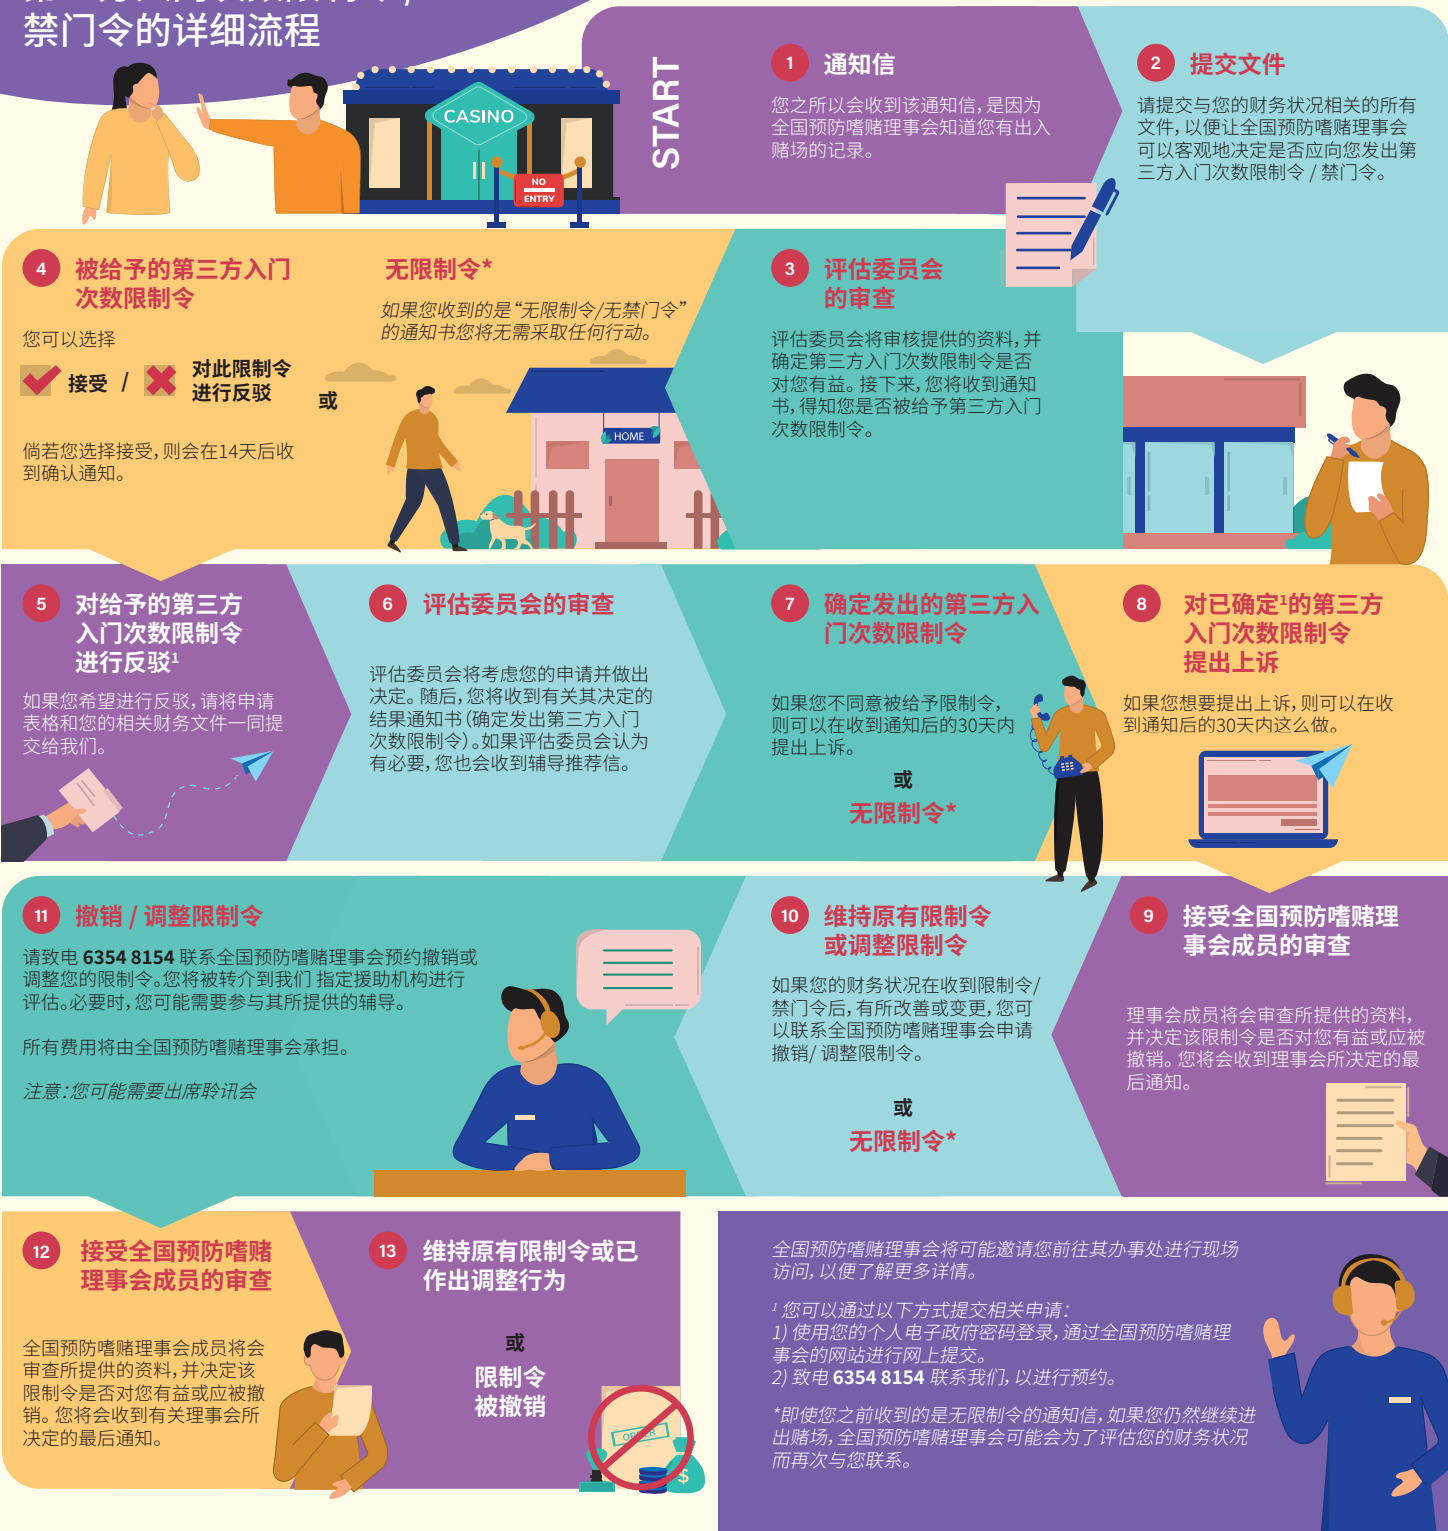 禁门令的详细流程
CASINO
NO
ENTRY
START
1
通知信
您之所以会收到该通知信，是因为
全国预防嗜赌理事会知道您有出入
赌场的记录。
2
提交文件
请提交与您的财务状况相关的所有
文件，以便让全国预防嗜赌理事会
可以客观地决定是否应向您发出第
三方入门次数限制令 / 禁门令。
3
评估委员会
的审查
评估委员会将审核提供的资料，并
确定第三方入门次数限制令是否
对您有益。接下来，您将收到通知
书，得知您是否被给予第三方入门
次数限制令。
4
被给予的第三方入门
次数限制令
您可以选择
接受 /
对此限制令
进行反驳
倘若您选择接受，则会在14天后收
到确认通知。
或
无限制令*
如果您收到的是“无限制令/无禁门令”
的通知书您将无需采取任何行动。
HOME
5
对给予的第三方
入门次数限制令
进行反驳¹
如果您希望进行反驳，请将申请
表格和您的相关财务文件一同提
交给我们。
6
评估委员会的审查
评估委员会将考虑您的申请并做出
决定。随后，您将收到有关其决定的
结果通知书（确定发出第三方入门
次数限制令）。如果评估委员会认为
有必要，您也会收到辅导推荐信。
7
确定发出的第三方入
门次数限制令
如果您不同意被给予限制令，
则可以在收到通知后的30天内
提出上诉。
或
无限制令*
8
对已确定¹的第三方
入门次数限制令
提出上诉
如果您想要提出上诉，则可以在收
到通知后的30天内这么做。
9
接受全国预防嗜赌理
事会成员的审查
理事会成员将会审查所提供的资料，
并决定该限制令是否对您有益或应被
撤销。您将会收到理事会所决定的最
后通知。
10
维持原有限制令
或调整限制令
如果您的财务状况在收到限制令/
禁门令后，有所改善或变更，您可
以联系全国预防嗜赌理事会申请
撤销/ 调整限制令。
或
无限制令*
11
撤销 / 调整限制令
请致电 6354 8154 联系全国预防嗜赌理事会预约撤销或
调整您的限制令。您将被转介到我们 指定援助机构进行
评估。必要时，您可能需要参与其所提供的辅导。
所有费用将由全国预防嗜赌理事会承担。
注意：您可能需要出席聆讯会
12
接受全国预防嗜赌
理事会成员的审查
全国预防嗜赌理事会成员将会
审查所提供的资料，并决定该
限制令是否对您有益或应被撤
销。您将会收到有关理事会所
决定的最后通知。
13
维持原有限制令或已
作出调整行为
或
限制令
被撤销
ORDER
$
全国预防嗜赌理事会将可能邀请您前往其办事处进行现场
访问，以便了解更多详情。
¹ 您可以通过以下方式提交相关申请：
1) 使用您的个人电子政府密码登录，通过全国预防嗜赌理
事会的网站进行网上提交。
2) 致电 6354 8154 联系我们，以进行预约。
*即使您之前收到的是无限制令的通知信，如果您仍然继续进
出赌场，全国预防嗜赌理事会可能会为了评估您的财务状况
而再次与您联系。